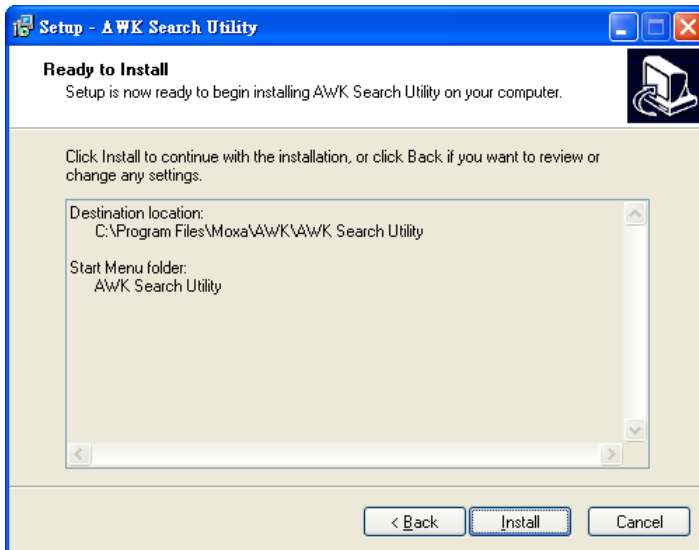 Setup - AWK Search Utility
Ready to Install
Setup is now ready to begin installing AWK Search Utility on your computer.
Click Install to continue with the installation, or click Back if you want to review or
change any settings.
Destination location:
C:\Program Files\Moxa\AWK\AWK Search Utility
Start Menu folder:
AWK Search Utility
< Back
Install
Cancel